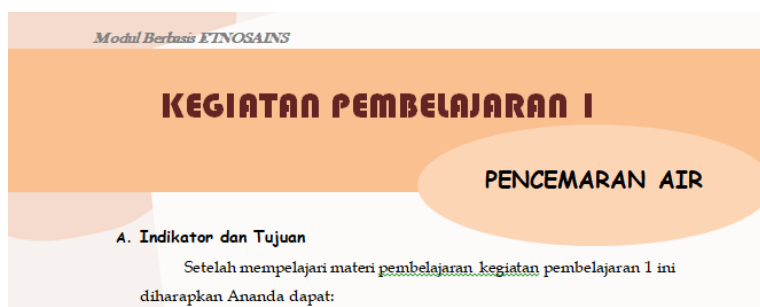 Modul Berbasis ETNOSAINS
KEGIATAN PEMBELAJARAN I
PENCEMARAN AIR
A. Indikator dan Tujuan
Setelah mempelajari materi pembelajaran kegiatan pembelajaran 1 ini
diharapkan Ananda dapat: